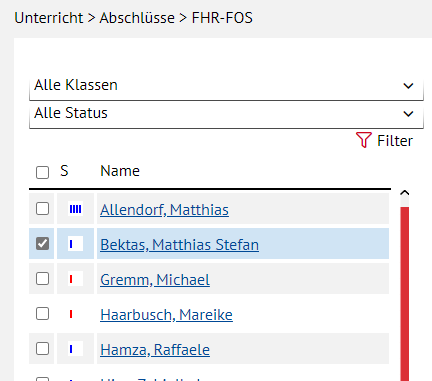 Unterricht > Abschlüsse > FHR-FOS
Alle Klassen
Alle Status
Filter
S Name
Allendorf, Matthias
Bektas, Matthias Stefan
Gremm, Michael
Haarbusch, Mareike
Hamza, Raffaele